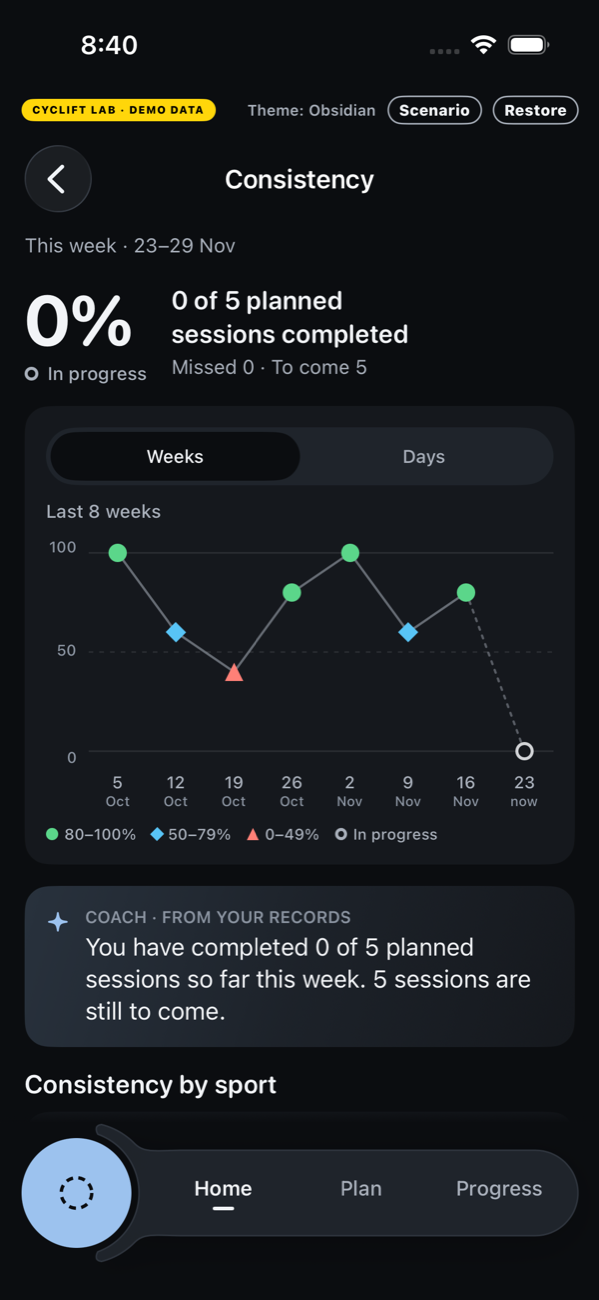 8:40
CYCLIFT LAB · DEMO DATA
Theme: Obsidian
Scenario
Restore
Consistency
This week · 23–29 Nov
0%
In progress
0 of 5 planned
sessions completed
Missed 0 · To come 5
Weeks
Days
Last 8 weeks
100
50
0
5 Oct
12 Oct
19 Oct
26 Oct
2 Nov
9 Nov
16 Nov
23 now
80–100%
50–79%
0–49%
In progress
COACH · FROM YOUR RECORDS
You have completed 0 of 5 planned
sessions so far this week. 5 sessions are
still to come.
Consistency by sport
Home
Plan
Progress